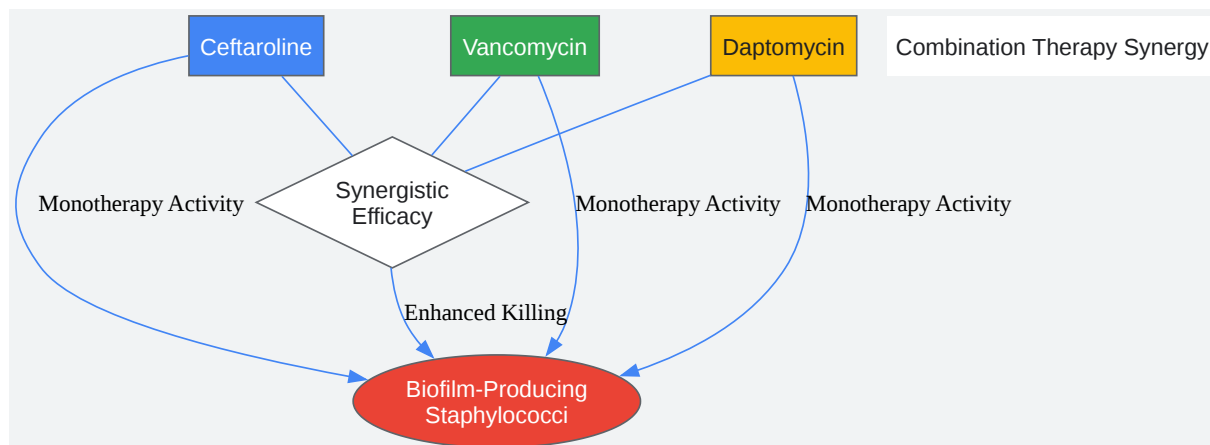 Ceftaroline
Vancomycin
Daptomycin
Combination Therapy Synergy
Synergistic
Efficacy
Monotherapy Activity
Monotherapy Activity
Monotherapy Activity
Enhanced Killing
Biofilm-Producing
Staphylococci